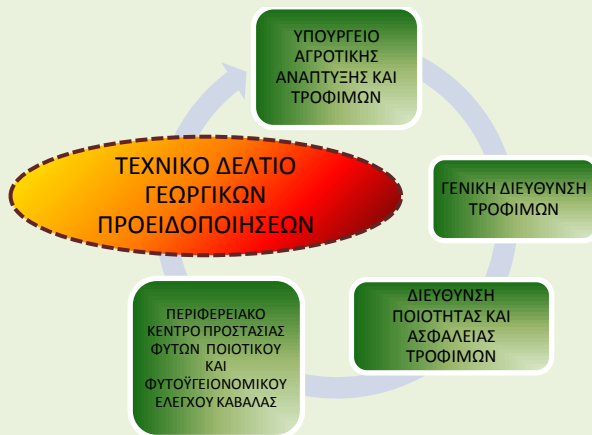 ΥΠΟΥΡΓΕΙΟ
ΑΓΡΟΤΙΚΗΣ
ΑΝΑΠΤΥΞΗΣ ΚΑΙ
ΤΡΟΦΙΜΩΝ
ΓΕΝΙΚΗ ΔΙΕΥΘΥΝΣΗ
ΤΡΟΦΙΜΩΝ
ΔΙΕΥΘΥΝΣΗ
ΠΟΙΟΤΗΤΑΣ ΚΑΙ
ΑΣΦΑΛΕΙΑΣ
ΤΡΟΦΙΜΩΝ
ΠΕΡΙΦΕΡΕΙΑΚΟ
ΚΕΝΤΡΟ ΠΡΟΣΤΑΣΙΑΣ
ΦΥΤΩΝ ΠΟΙΟΤΙΚΟΥ
ΚΑΙ
ΦΥΤΟΫΓΕΙΟΝΟΜΙΚΟΥ
ΕΛΕΓΧΟΥ ΚΑΒΑΛΑΣ
ΤΕΧΝΙΚΟ ΔΕΛΤΙΟ
ΓΕΩΡΓΙΚΩΝ
ΠΡΟΕΙΔΟΠΟΙΗΣΕΩΝ